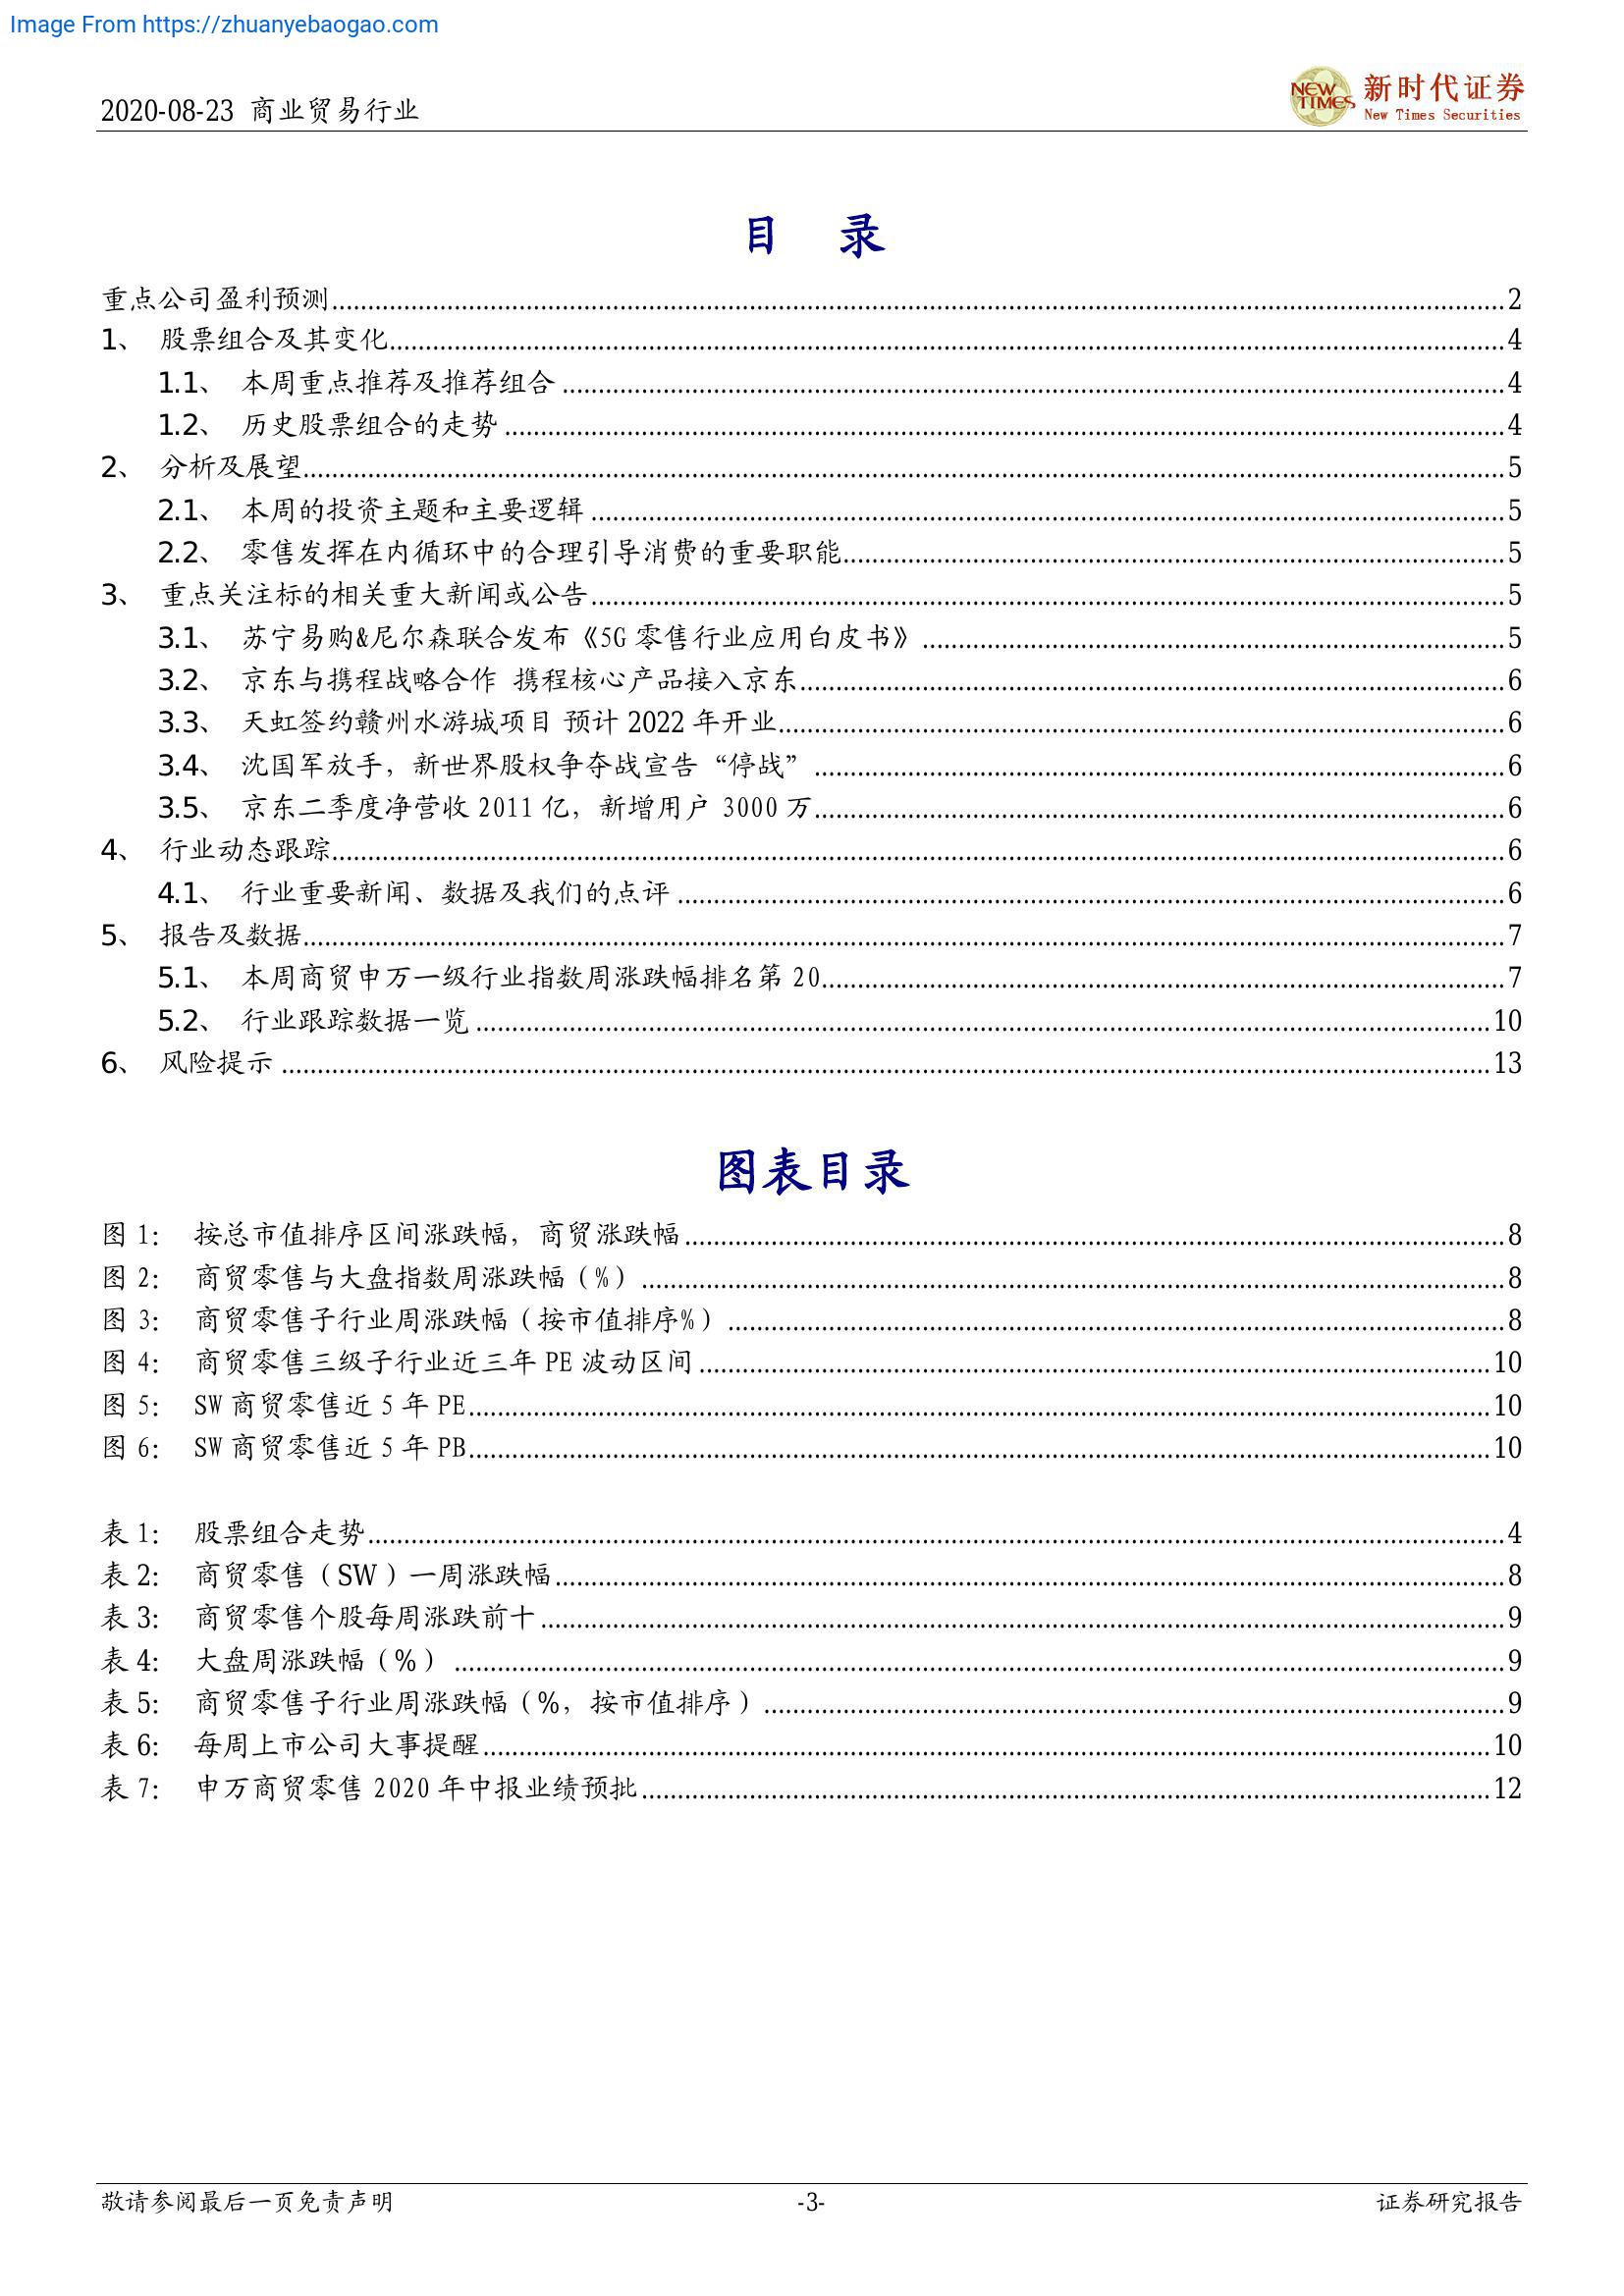 Image From https://zhuanyebaogao.com
2020-08-23 商业贸易行业
NEW TIMES
新时代证券
New Times Securities
目 录
重点公司盈利预测 2
1、 股票组合及其变化 4
1.1、 本周重点推荐及推荐组合 4
1.2、 历史股票组合的走势 4
2、 分析及展望 5
2.1、 本周的投资主题和主要逻辑 5
2.2、 零售发挥在内循环中的合理引导消费的重要职能 5
3、 重点关注标的相关重大新闻或公告 5
3.1、 苏宁易购&尼尔森联合发布《5G 零售行业应用白皮书》 5
3.2、 京东与携程战略合作 携程核心产品接入京东 6
3.3、 天虹签约赣州水游城项目 预计 2022 年开业 6
3.4、 沈国军放手，新世界股权争夺战宣告“停战” 6
3.5、 京东二季度净营收 2011 亿，新增用户 3000 万 6
4、 行业动态跟踪 6
4.1、 行业重要新闻、数据及我们的点评 6
5、 报告及数据 7
5.1、 本周商贸申万一级行业指数周涨跌幅排名第 20 7
5.2、 行业跟踪数据一览 10
6、 风险提示 13
图表目录
图 1： 按总市值排序区间涨跌幅，商贸涨跌幅 8
图 2： 商贸零售与大盘指数周涨跌幅（%） 8
图 3： 商贸零售子行业周涨跌幅（按市值排序%） 8
图 4： 商贸零售三级子行业近三年 PE 波动区间 10
图 5： SW 商贸零售近 5 年 PE 10
图 6： SW 商贸零售近 5 年 PB 10
表 1： 股票组合走势 4
表 2： 商贸零售（SW）一周涨跌幅 8
表 3： 商贸零售个股每周涨跌前十 9
表 4： 大盘周涨跌幅（%） 9
表 5： 商贸零售子行业周涨跌幅（%，按市值排序） 9
表 6： 每周上市公司大事提醒 10
表 7： 申万商贸零售 2020 年中报业绩预批 12
敬请参阅最后一页免责声明 -3- 证券研究报告